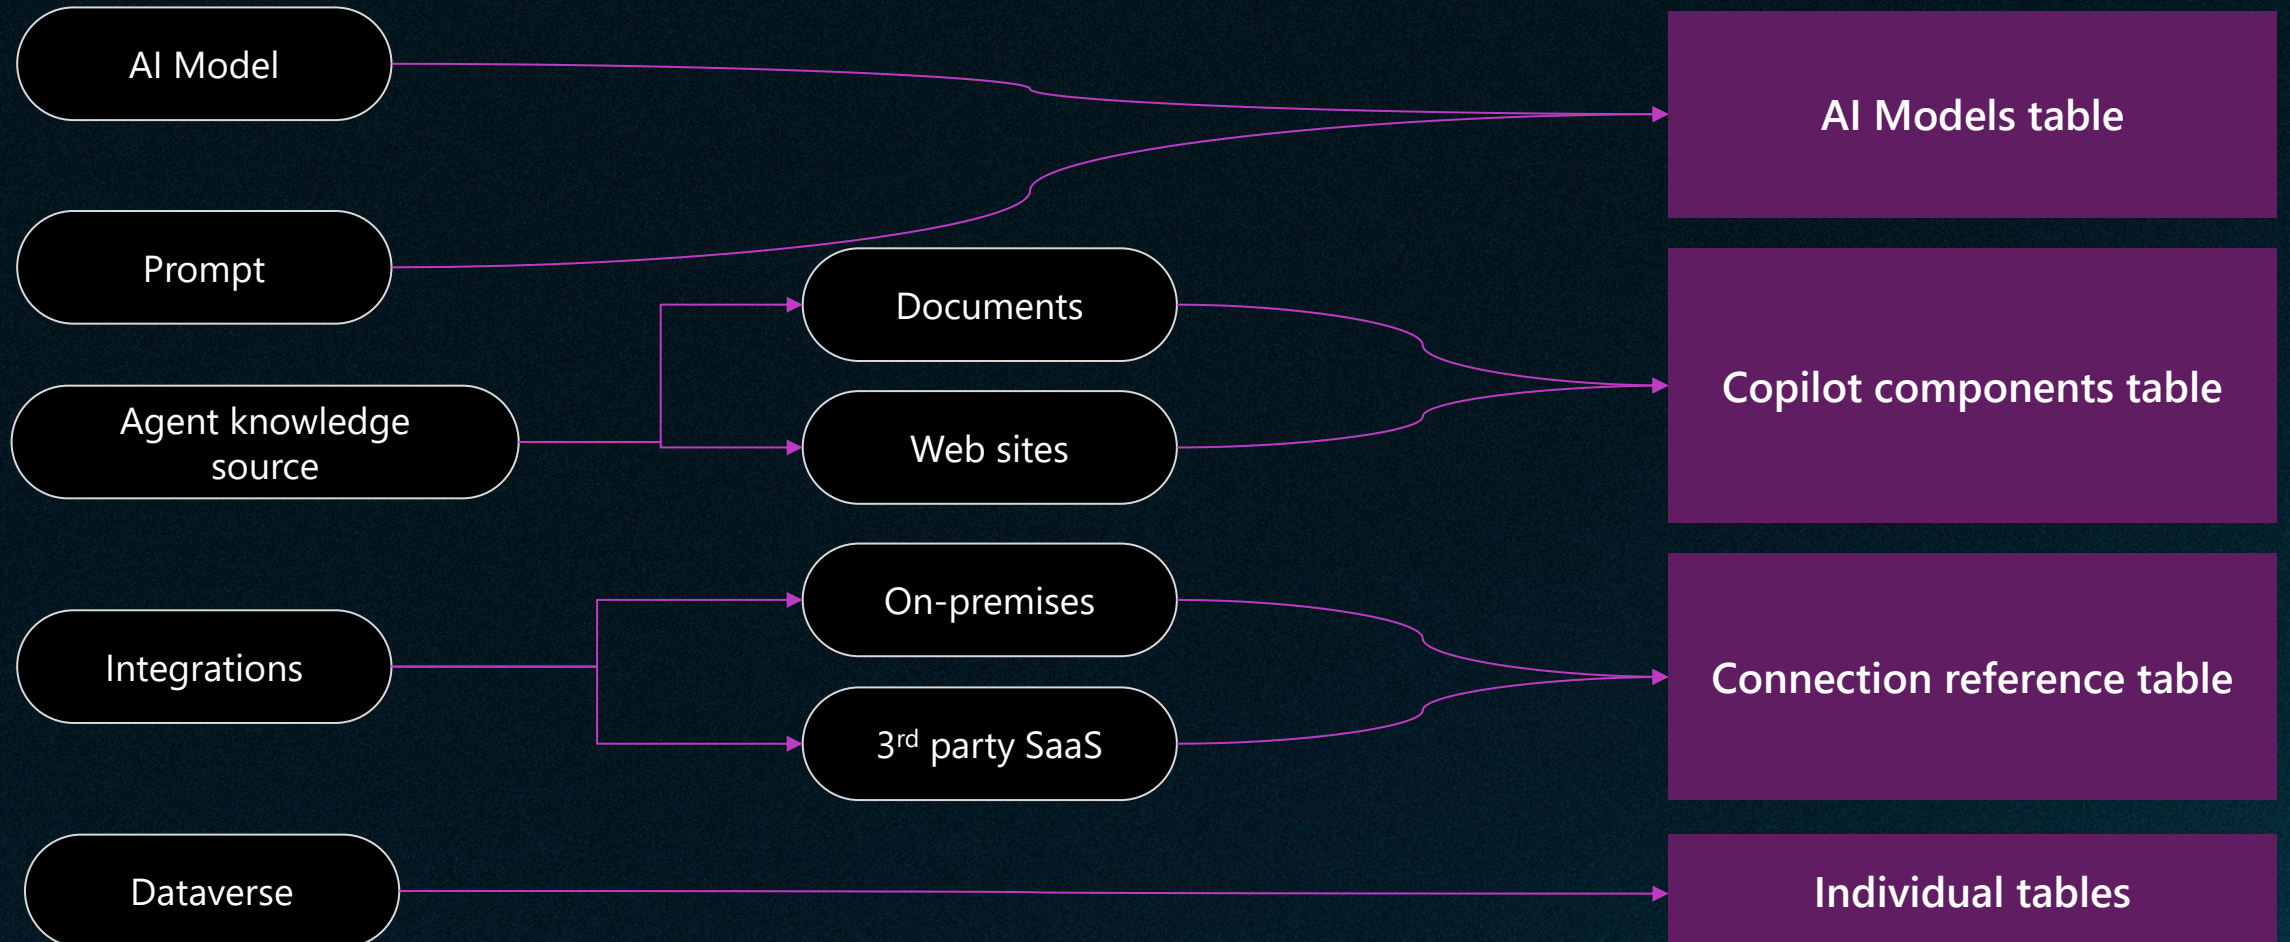 AI Model
AI Models table
Prompt
Documents
Copilot components table
Agent knowledge
source
Web sites
On-premises
Integrations
Connection reference table
3rd party SaaS
Dataverse
Individual tables